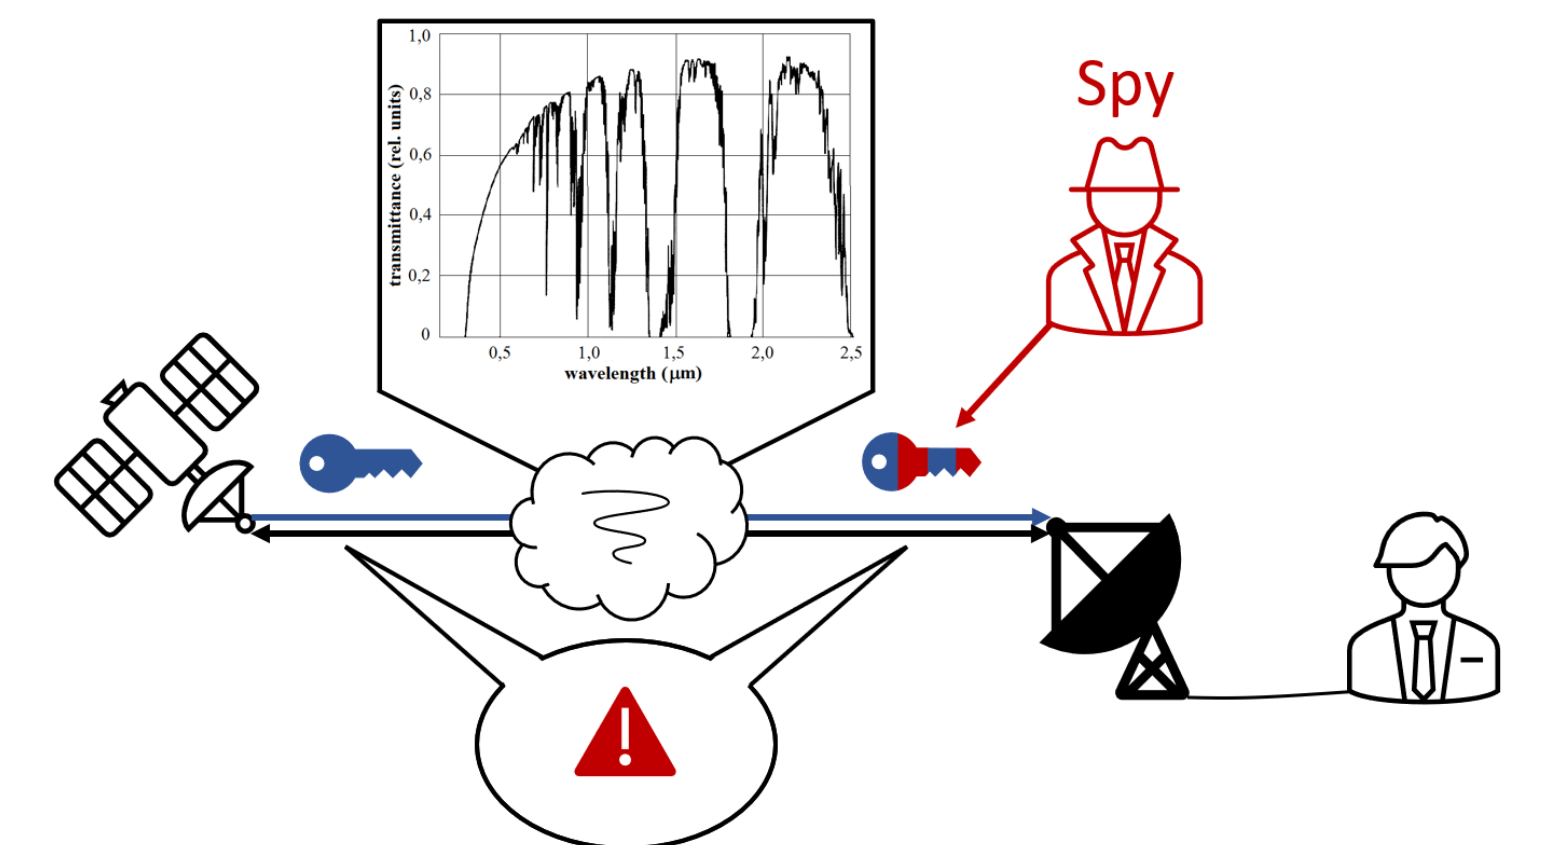 Spy
transmittance (rel. units)
1,0
0,8
0,6
0,4
0,2
0
0,5 1,0 1,5 2,0 2,5
wavelength (μm)
!